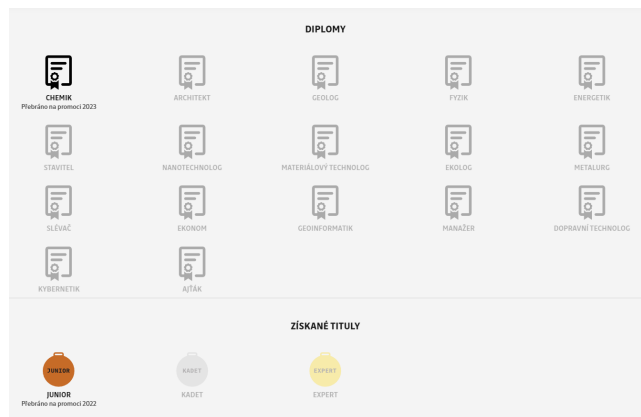 DIPLOMY
CHEMIK
Přebráno na promoci 2023
ARCHITEKT
GEOLOG
FYZIK
ENERGETIK
STAVITEL
NANOTECHNOLOG
MATERIÁLOVÝ TECHNOLOG
EKOLOG
METALURG
SLÉVAČ
EKONOM
GEOINFORMATIK
MANAŽER
DOPRAVNÍ TECHNOLOG
KYBERNETIK
AJŤÁK
ZÍSKANÉ TITULY
JUNIOR
JUNIOR
Přebráno na promoci 2022
KADET
KADET
EXPERT
EXPERT